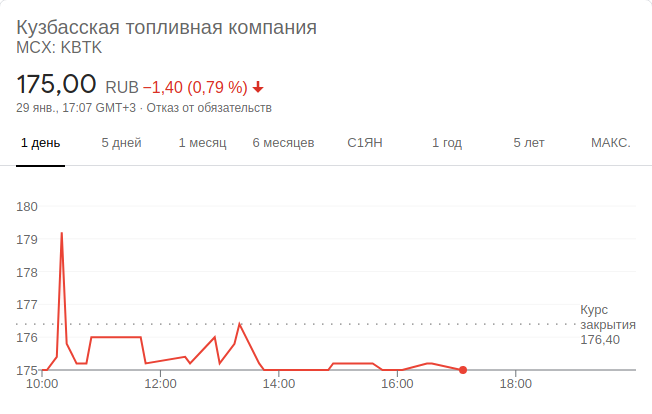 Кузбасская топливная компания
MCX: KBTK
175,00 RUB −1,40 (0,79 %)
29 янв., 17:07 GMT+3 · Отказ от обязательств
1 день 5 дней 1 месяц 6 месяцев С1ЯН 1 год 5 лет МАКС.
180
179
178
177
176
175
Курс
закрытия
176,40
10:00 12:00 14:00 16:00 18:00